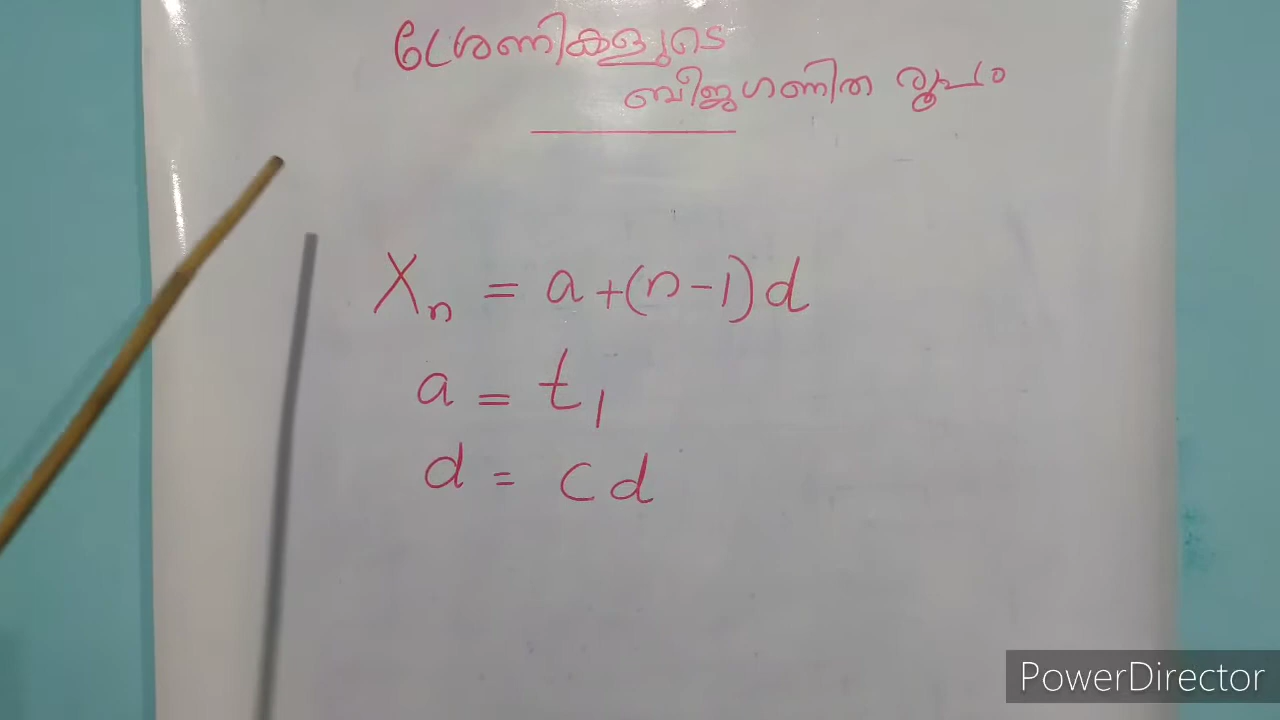 ശ്രേണികളുടെ
ബീജഗണിത രൂപം
Xn = a+(n-1)d
a = t1
d = cd
PowerDirector